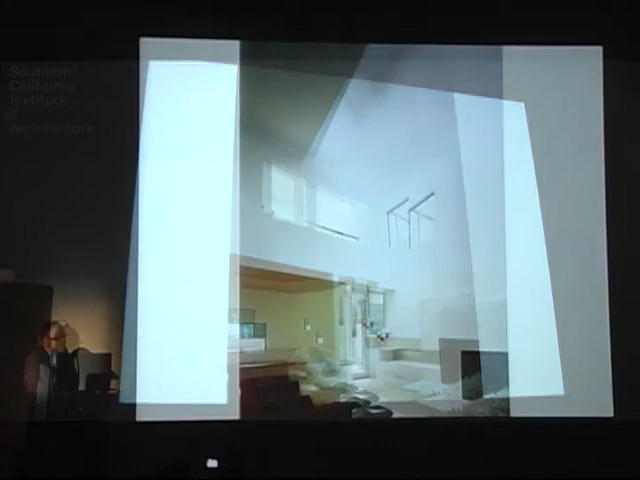 Southern
California
Institute
of
Architecture